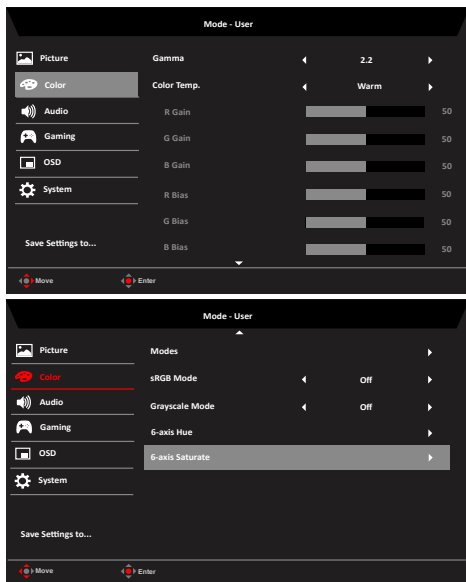 Mode - User
Picture
Gamma 2.2
Color
Color Temp. Warm
Audio
R Gain 50
Gaming
G Gain 50
OSD
B Gain 50
System
R Bias 50
G Bias 50
Save Settings to...
B Bias 50
Move Enter
Mode - User
Picture
Modes
Color
sRGB Mode Off
Audio
Grayscale Mode Off
Gaming
6-axis Hue
OSD
6-axis Saturate
System
Save Settings to...
Move Enter